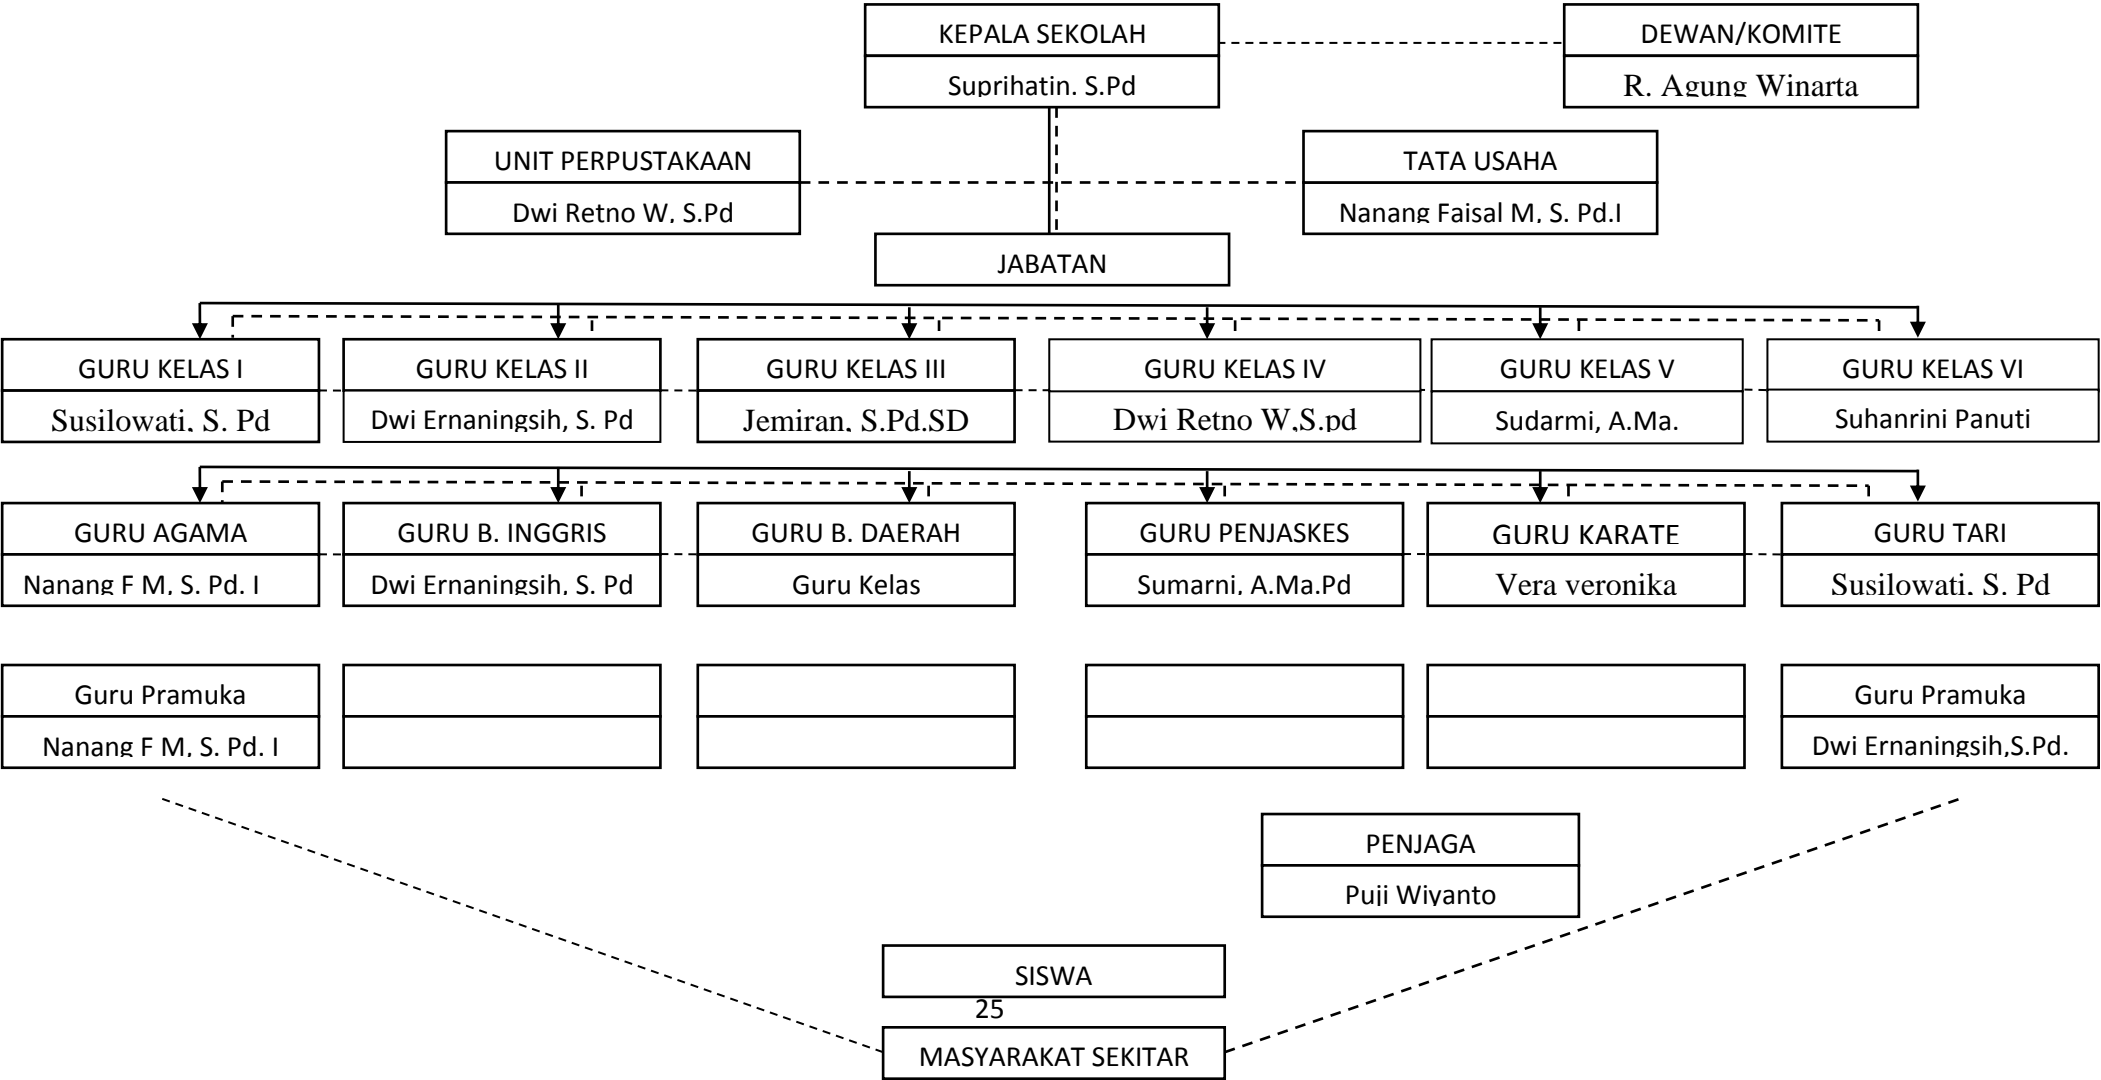 KEPALA SEKOLAH
Suprihatin. S.Pd
DEWAN/KOMITE
R. Agung Winarta
UNIT PERPUSTAKAAN
Dwi Retno W. S.Pd
TATA USAHA
Nanang Faisal M, S. Pd.I
JABATAN
GURU KELAS I
Susilowati. S. Pd
GURU KELAS II
Dwi Ernaningsih, S. Pd
GURU KELAS III
Jemiran, S.Pd.SD
GURU KELAS IV
Dwi Retno W,S.pd
GURU KELAS V
Sudarmi, A.Ma.
GURU KELAS VI
Suhanrini Panuti
GURU AGAMA
Nanang F M, S. Pd. I
GURU B. INGGRIS
Dwi Ernaningsih, S. Pd
GURU B. DAERAH
Guru Kelas
GURU PENJASKES
Sumarni, A.Ma.Pd
GURU KARATE
Vera veronika
GURU TARI
Susilowati. S. Pd
Guru Pramuka
Nanang F M, S. Pd. I
Guru Pramuka
Dwi Ernaningsih,S.Pd.
PENJAGA
Puji Wiyanto
SISWA
25
MASYARAKAT SEKITAR